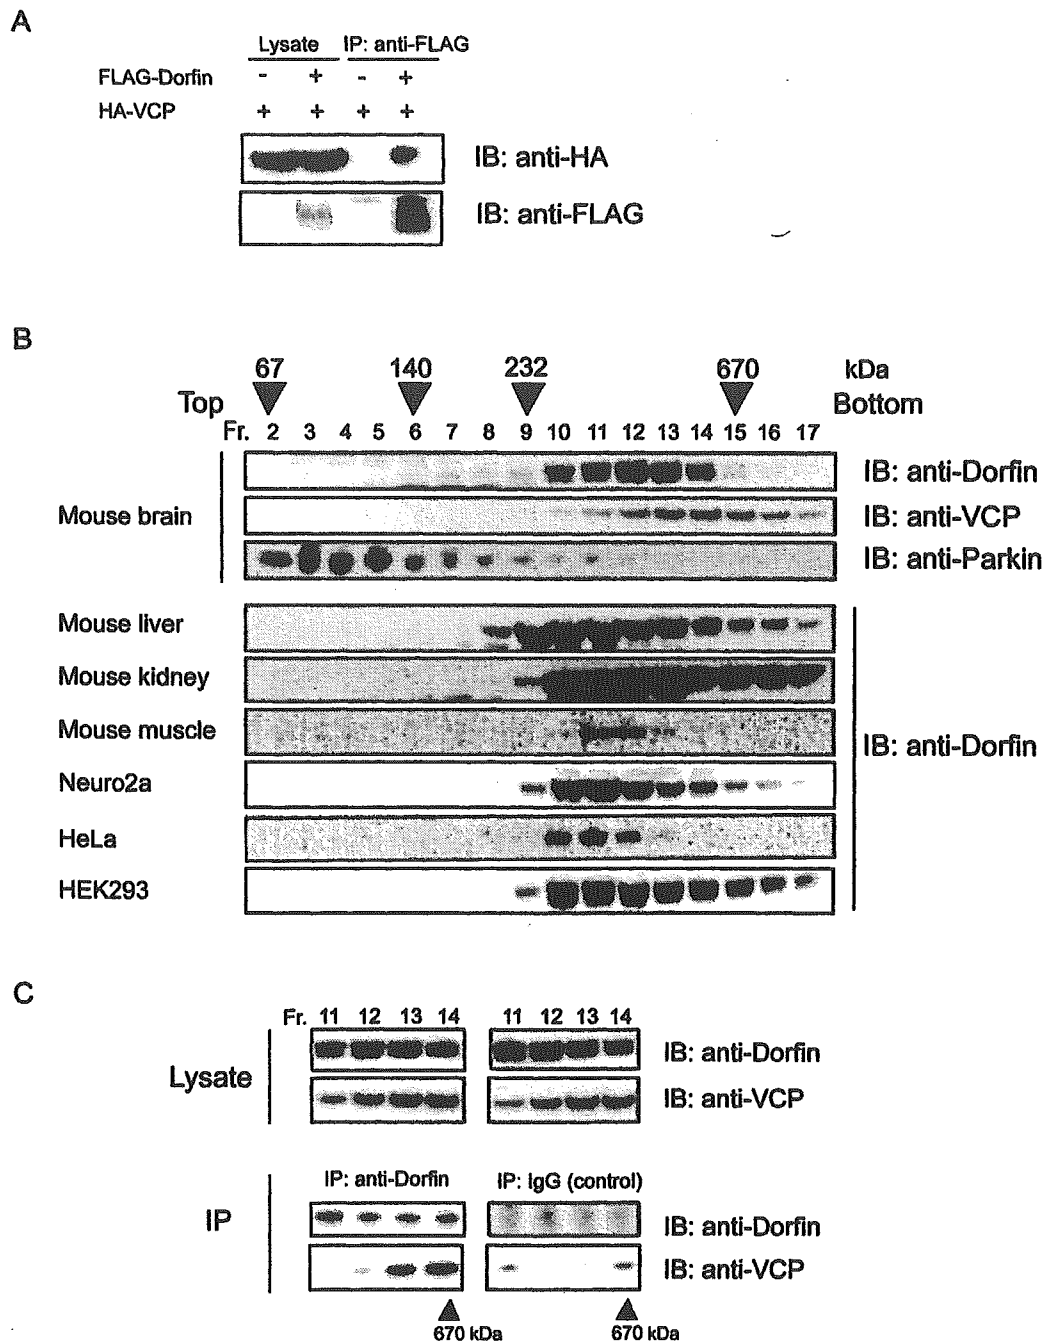 A
Lysate IP: anti-FLAG
FLAG-Dorfin - + - +
HA-VCP + + + +
IB: anti-HA
IB: anti-FLAG
B
67 140 232 670 kDa
Top Bottom
Fr. 2 3 4 5 6 7 8 9 10 11 12 13 14 15 16 17
IB: anti-Dorfin
Mouse brain IB: anti-VCP
IB: anti-Parkin
Mouse liver
Mouse kidney
Mouse muscle
IB: anti-Dorfin
Neuro2a
HeLa
HEK293
C
Fr. 11 12 13 14 11 12 13 14
IB: anti-Dorfin
Lysate
IB: anti-VCP
IP: anti-Dorfin IP: IgG (control)
IP IB: anti-Dorfin
IB: anti-VCP
670 kDa 670 kDa